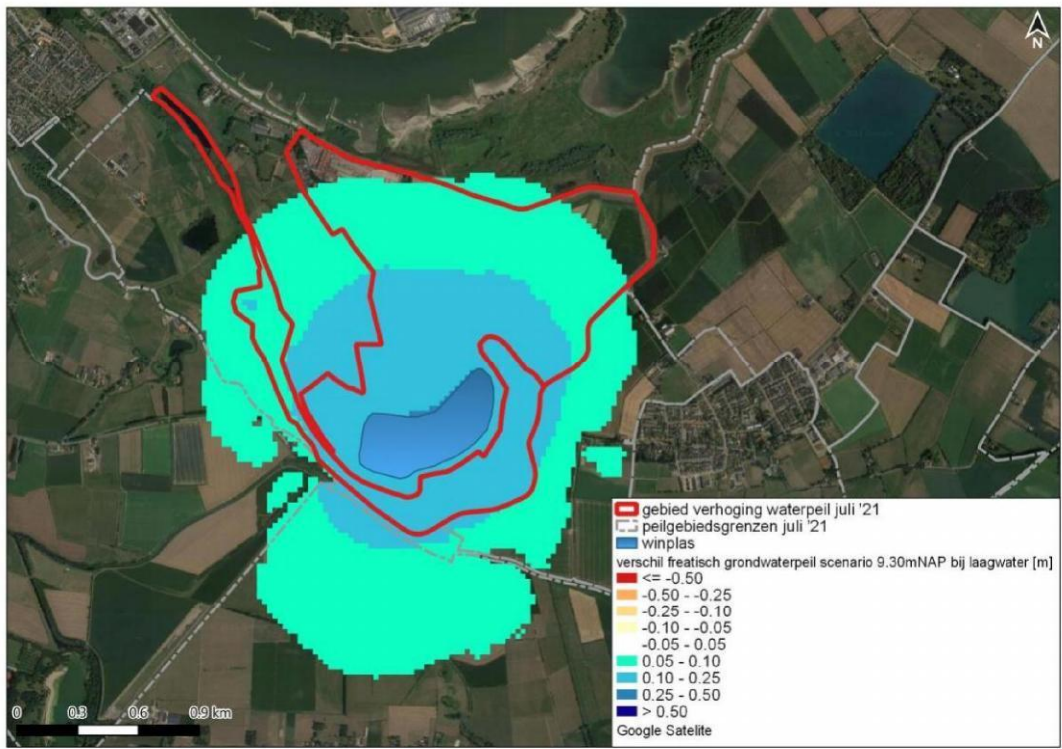 N
gebied verhoging waterpeil juli '21
peilgebiedsgrenzen juli '21
winplas
verschil freatisch grondwaterpeil scenario 9.30mNAP bij laagwater [m]
<= -0.50
-0.50 - -0.25
-0.25 - -0.10
-0.10 - -0.05
-0.05 - 0.05
0.05 - 0.10
0.10 - 0.25
0.25 - 0.50
> 0.50
Google Satelite
0 0.3 0.6 0.9 km